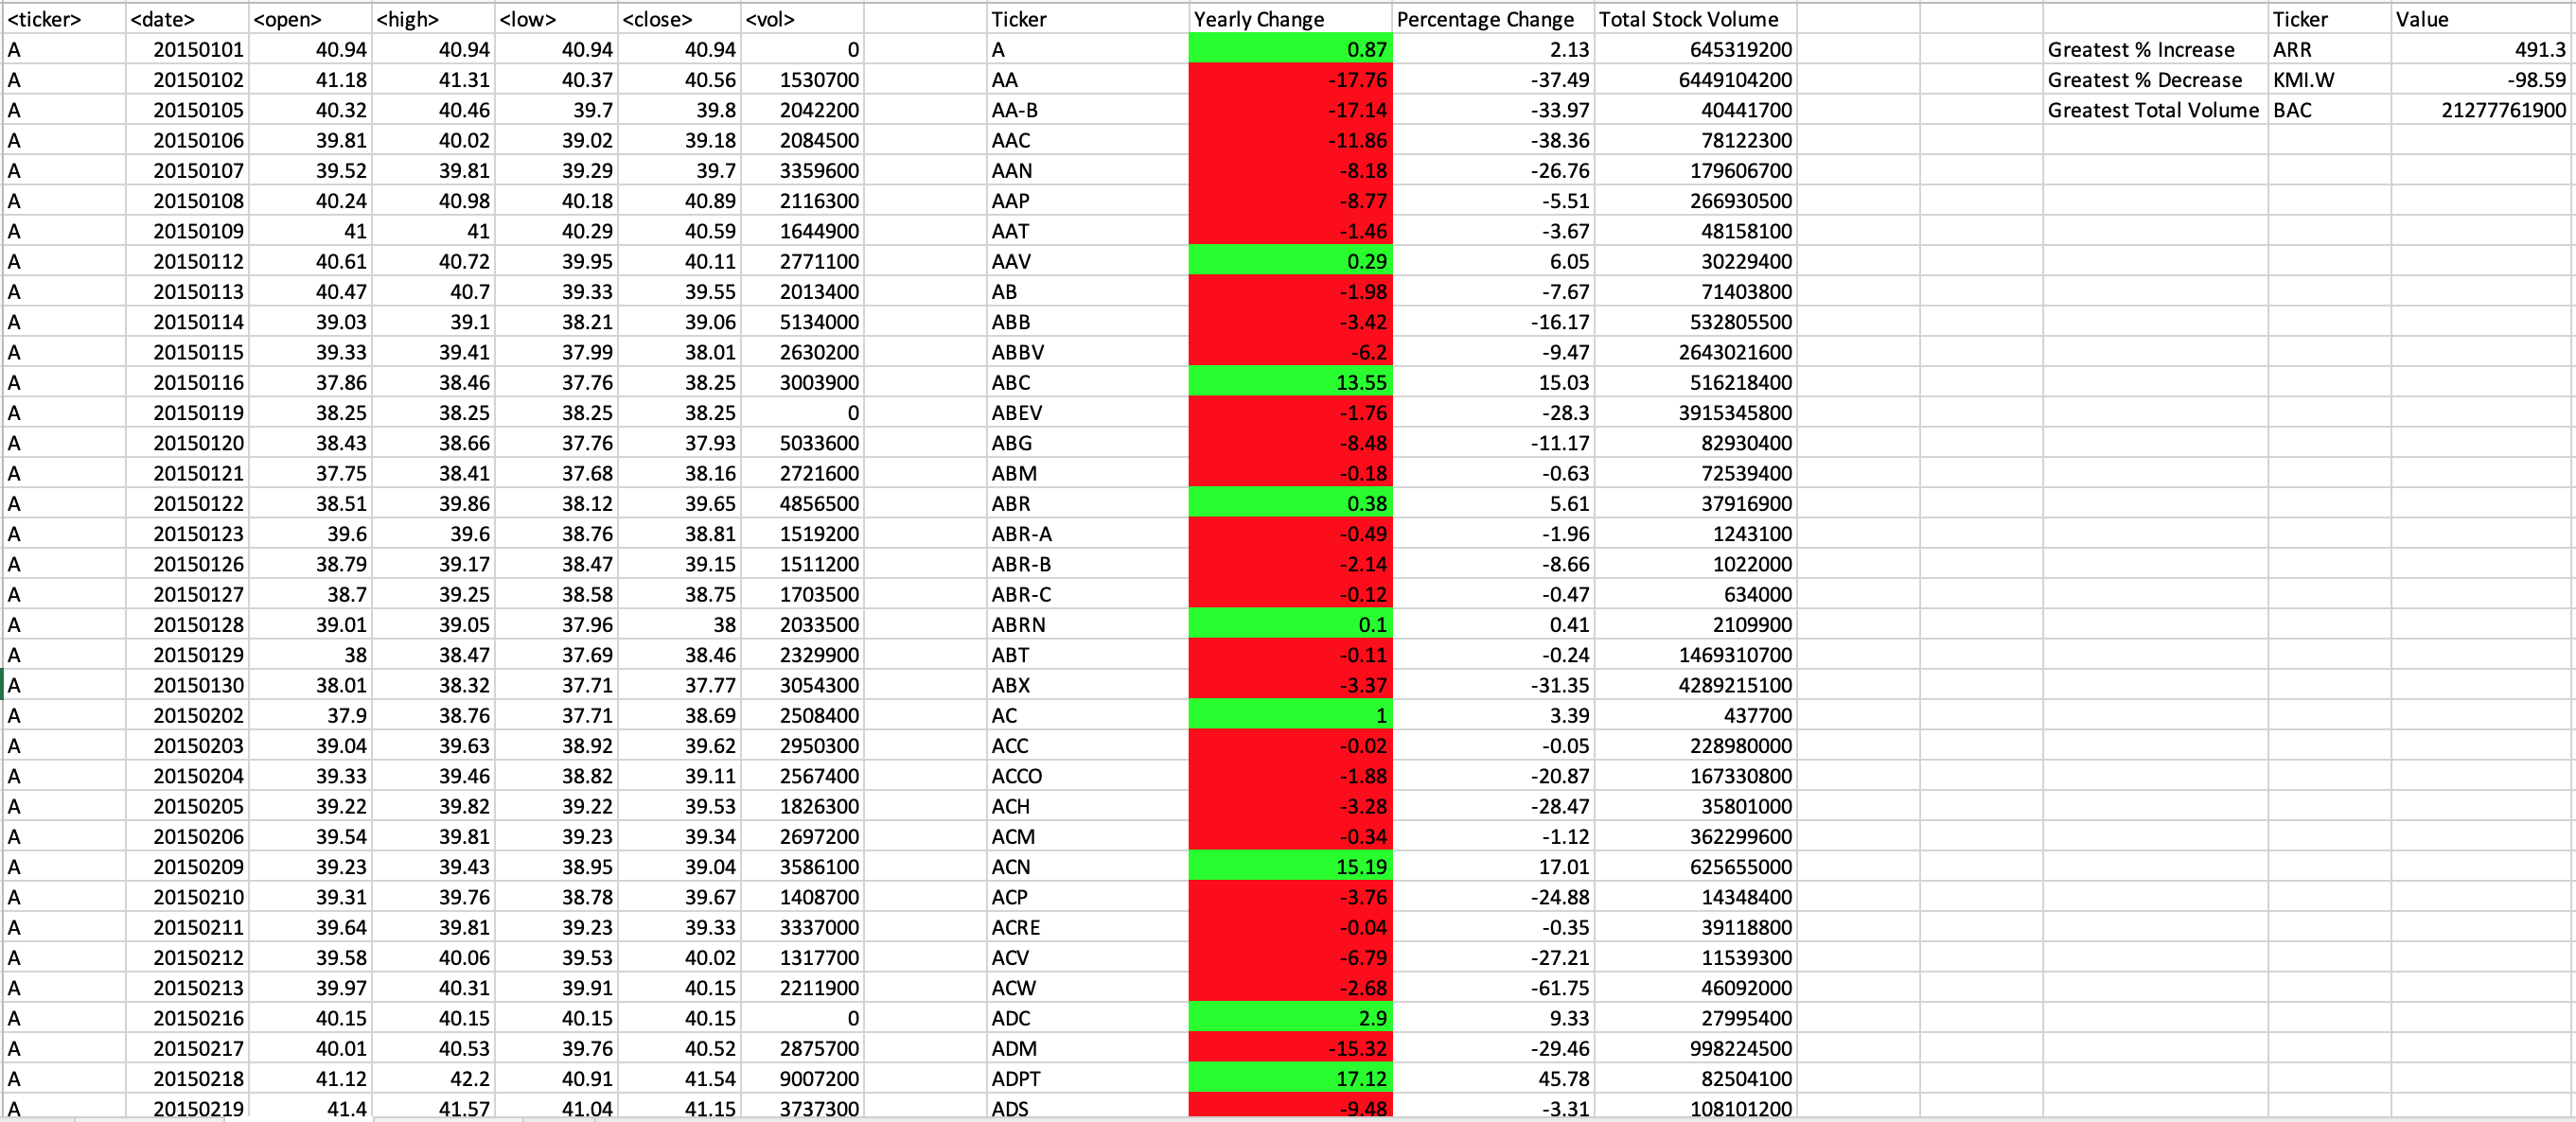 <ticker> <date> <open> <high> <low> <close> <vol> Ticker Yearly Change Percentage Change Total Stock Volume Ticker Value
A 20150101 40.94 40.94 40.94 40.94 0 A 0.87 2.13 645319200 Greatest % Increase ARR 491.3
A 20150102 41.18 41.31 40.37 40.56 1530700 AA -17.76 -37.49 6449104200 Greatest % Decrease KMI.W -98.59
A 20150105 40.32 40.46 39.7 39.8 2042200 AA-B -17.14 -33.97 40441700 Greatest Total Volume BAC 21277761900
A 20150106 39.81 40.02 39.02 39.18 2084500 AAC -11.86 -38.36 78122300
A 20150107 39.52 39.81 39.29 39.7 3359600 AAN -8.18 -26.76 179606700
A 20150108 40.24 40.98 40.18 40.89 2116300 AAP -8.77 -5.51 266930500
A 20150109 41 41 40.29 40.59 1644900 AAT -1.46 -3.67 48158100
A 20150112 40.61 40.72 39.95 40.11 2771100 AAV 0.29 6.05 30229400
A 20150113 40.47 40.7 39.33 39.55 2013400 AB -1.98 -7.67 71403800
A 20150114 39.03 39.1 38.21 39.06 5134000 ABB -3.42 -16.17 532805500
A 20150115 39.33 39.41 37.99 38.01 2630200 ABBV -6.2 -9.47 2643021600
A 20150116 37.86 38.46 37.76 38.25 3003900 ABC 13.55 15.03 516218400
A 20150119 38.25 38.25 38.25 38.25 0 ABEV -1.76 -28.3 3915345800
A 20150120 38.43 38.66 37.76 37.93 5033600 ABG -8.48 -11.17 82930400
A 20150121 37.75 38.41 37.68 38.16 2721600 ABM -0.18 -0.63 72539400
A 20150122 38.51 39.86 38.12 39.65 4856500 ABR 0.38 5.61 37916900
A 20150123 39.6 39.6 38.76 38.81 1519200 ABR-A -0.49 -1.96 1243100
A 20150126 38.79 39.17 38.47 39.15 1511200 ABR-B -2.14 -8.66 1022000
A 20150127 38.7 39.25 38.58 38.75 1703500 ABR-C -0.12 -0.47 634000
A 20150128 39.01 39.05 37.96 38 2033500 ABRN 0.1 0.41 2109900
A 20150129 38 38.47 37.69 38.46 2329900 ABT -0.11 -0.24 1469310700
A 20150130 38.01 38.32 37.71 37.77 3054300 ABX -3.37 -31.35 4289215100
A 20150202 37.9 38.76 37.71 38.69 2508400 AC 1 3.39 437700
A 20150203 39.04 39.63 38.92 39.62 2950300 ACC -0.02 -0.05 228980000
A 20150204 39.33 39.46 38.82 39.11 2567400 ACCO -1.88 -20.87 167330800
A 20150205 39.22 39.82 39.22 39.53 1826300 ACH -3.28 -28.47 35801000
A 20150206 39.54 39.81 39.23 39.34 2697200 ACM -0.34 -1.12 362299600
A 20150209 39.23 39.43 38.95 39.04 3586100 ACN 15.19 17.01 625655000
A 20150210 39.31 39.76 38.78 39.67 1408700 ACP -3.76 -24.88 14348400
A 20150211 39.64 39.81 39.23 39.33 3337000 ACRE -0.04 -0.35 39118800
A 20150212 39.58 40.06 39.53 40.02 1317700 ACV -6.79 -27.21 11539300
A 20150213 39.97 40.31 39.91 40.15 2211900 ACW -2.68 -61.75 46092000
A 20150216 40.15 40.15 40.15 40.15 0 ADC 2.9 9.33 27995400
A 20150217 40.01 40.53 39.76 40.52 2875700 ADM -15.32 -29.46 998224500
A 20150218 41.12 42.2 40.91 41.54 9007200 ADPT 17.12 45.78 82504100
A 20150219 41.4 41.57 41.04 41.15 3737300 ADS -9.48 -3.31 108101200